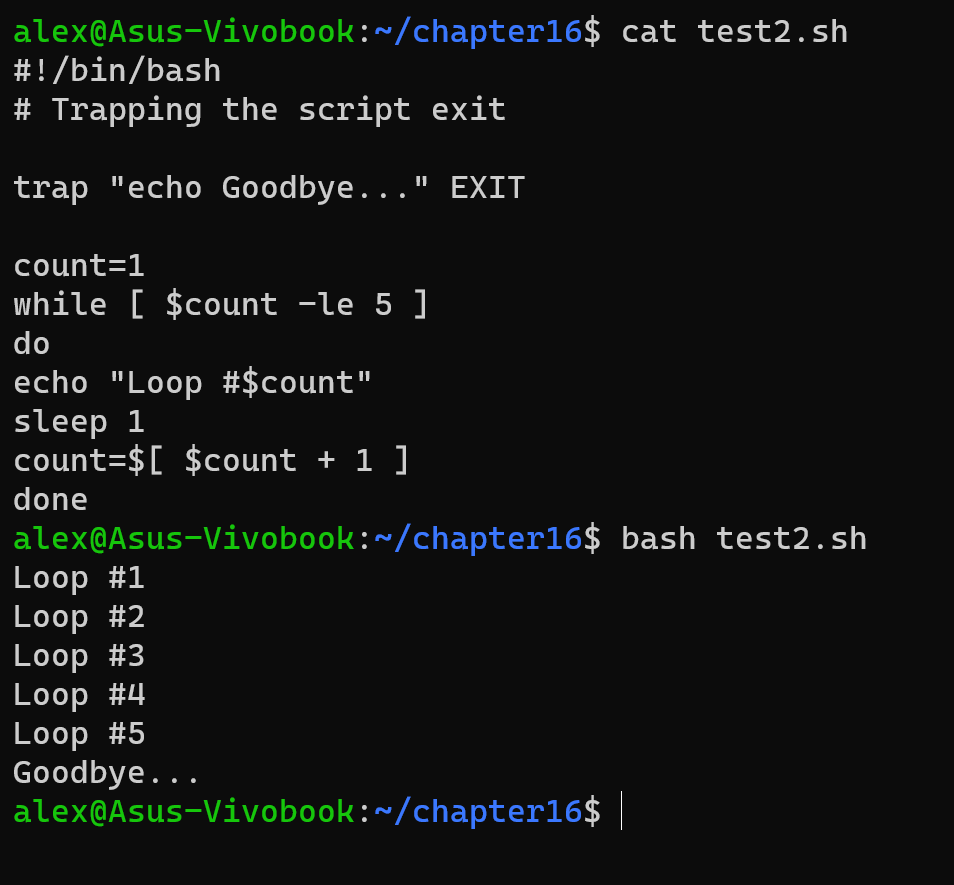 alex@Asus-Vivobook:~/chapter16$ cat test2.sh
#!/bin/bash
# Trapping the script exit
trap "echo Goodbye..." EXIT
count=1
while [ $count -le 5 ]
do
echo "Loop #$count"
sleep 1
count=$[ $count + 1 ]
done
alex@Asus-Vivobook:~/chapter16$ bash test2.sh
Loop #1
Loop #2
Loop #3
Loop #4
Loop #5
Goodbye...
alex@Asus-Vivobook:~/chapter16$